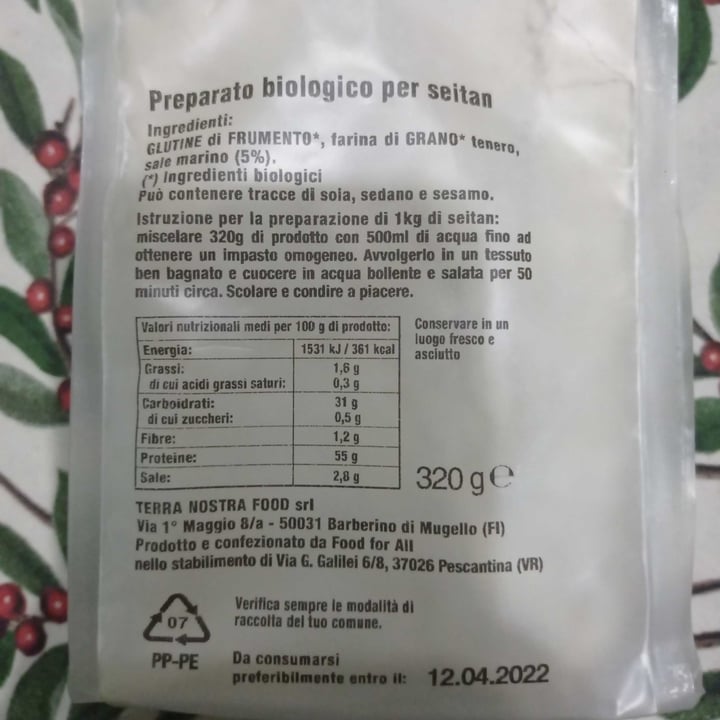 Preparato biologico per seitan
Ingredienti:
GLUTINE di FRUMENTO*, farina di GRANO* tenero,
sale marino (5%).
(*) Ingredienti biologici
Può contenere tracce di soia, sedano e sesamo.
Istruzione per la preparazione di 1kg di seitan:
miscelare 320g di prodotto con 500ml di acqua fino ad
ottenere un impasto omogeneo. Avvolgerlo in un tessuto
ben bagnato e cuocere in acqua bollente e salata per 50
minuti circa. Scolare e condire a piacere.
Valori nutrizionali medi per 100 g di prodotto:
Energia: 1531 kJ / 361 kcal
Grassi: 1,6 g
di cui acidi grassi saturi: 0,3 g
Carboidrati: 31 g
di cui zuccheri: 0,5 g
Fibre: 1,2 g
Proteine: 55 g
Sale: 2,8 g
Conservare in un
luogo fresco e
asciutto
320 g e
TERRA NOSTRA FOOD srl
Via 1° Maggio 8/a - 50031 Barberino di Mugello (FI)
Prodotto e confezionato da Food for All
nello stabilimento di Via G. Galilei 6/8, 37026 Pescantina (VR)
07
PP-PE
Verifica sempre le modalità di
raccolta del tuo comune.
Da consumarsi
preferibilmente entro il: 12.04.2022